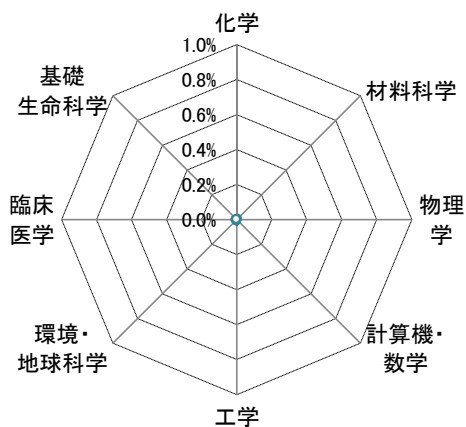 化学
1.0%
0.8%
0.6%
0.4%
0.2%
0.0%
材料科学
物理
学
計算機・
数学
工学
環境・
地球科学
臨床
医学
基礎
生命科学